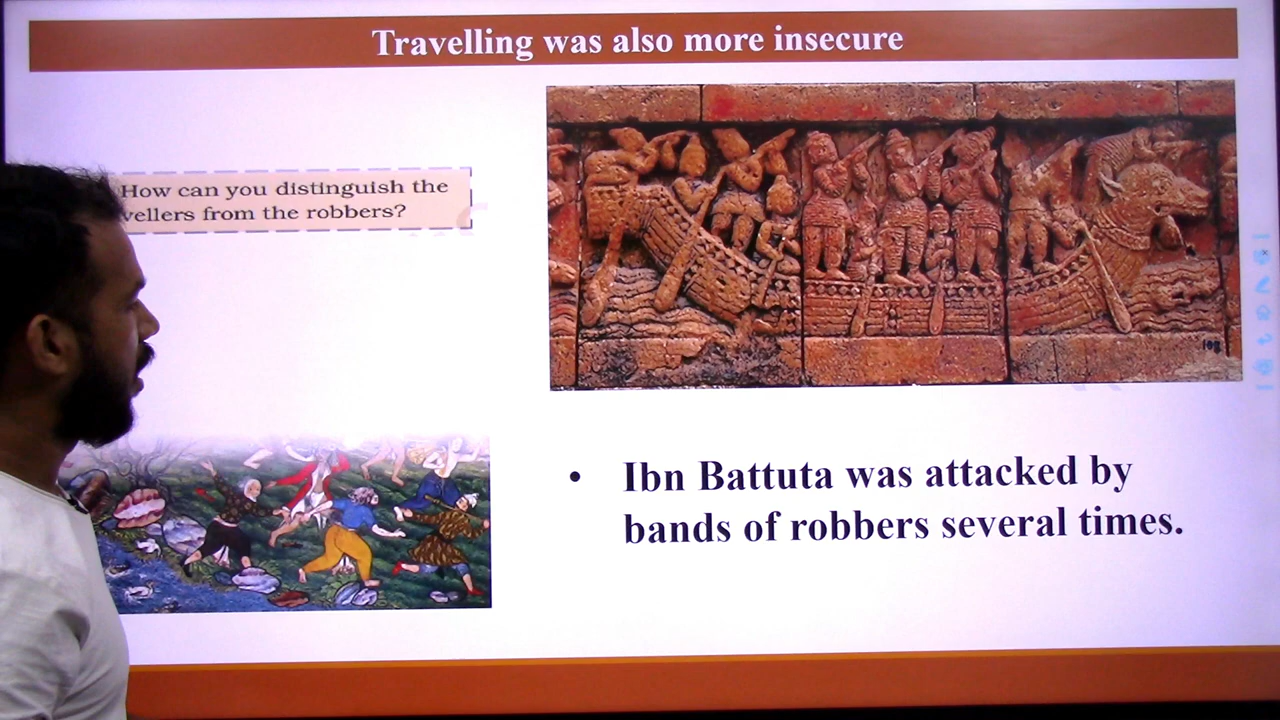 Travelling was also more insecure
How can you distinguish the
vellers from the robbers?
108
• Ibn Battuta was attacked by
bands of robbers several times.